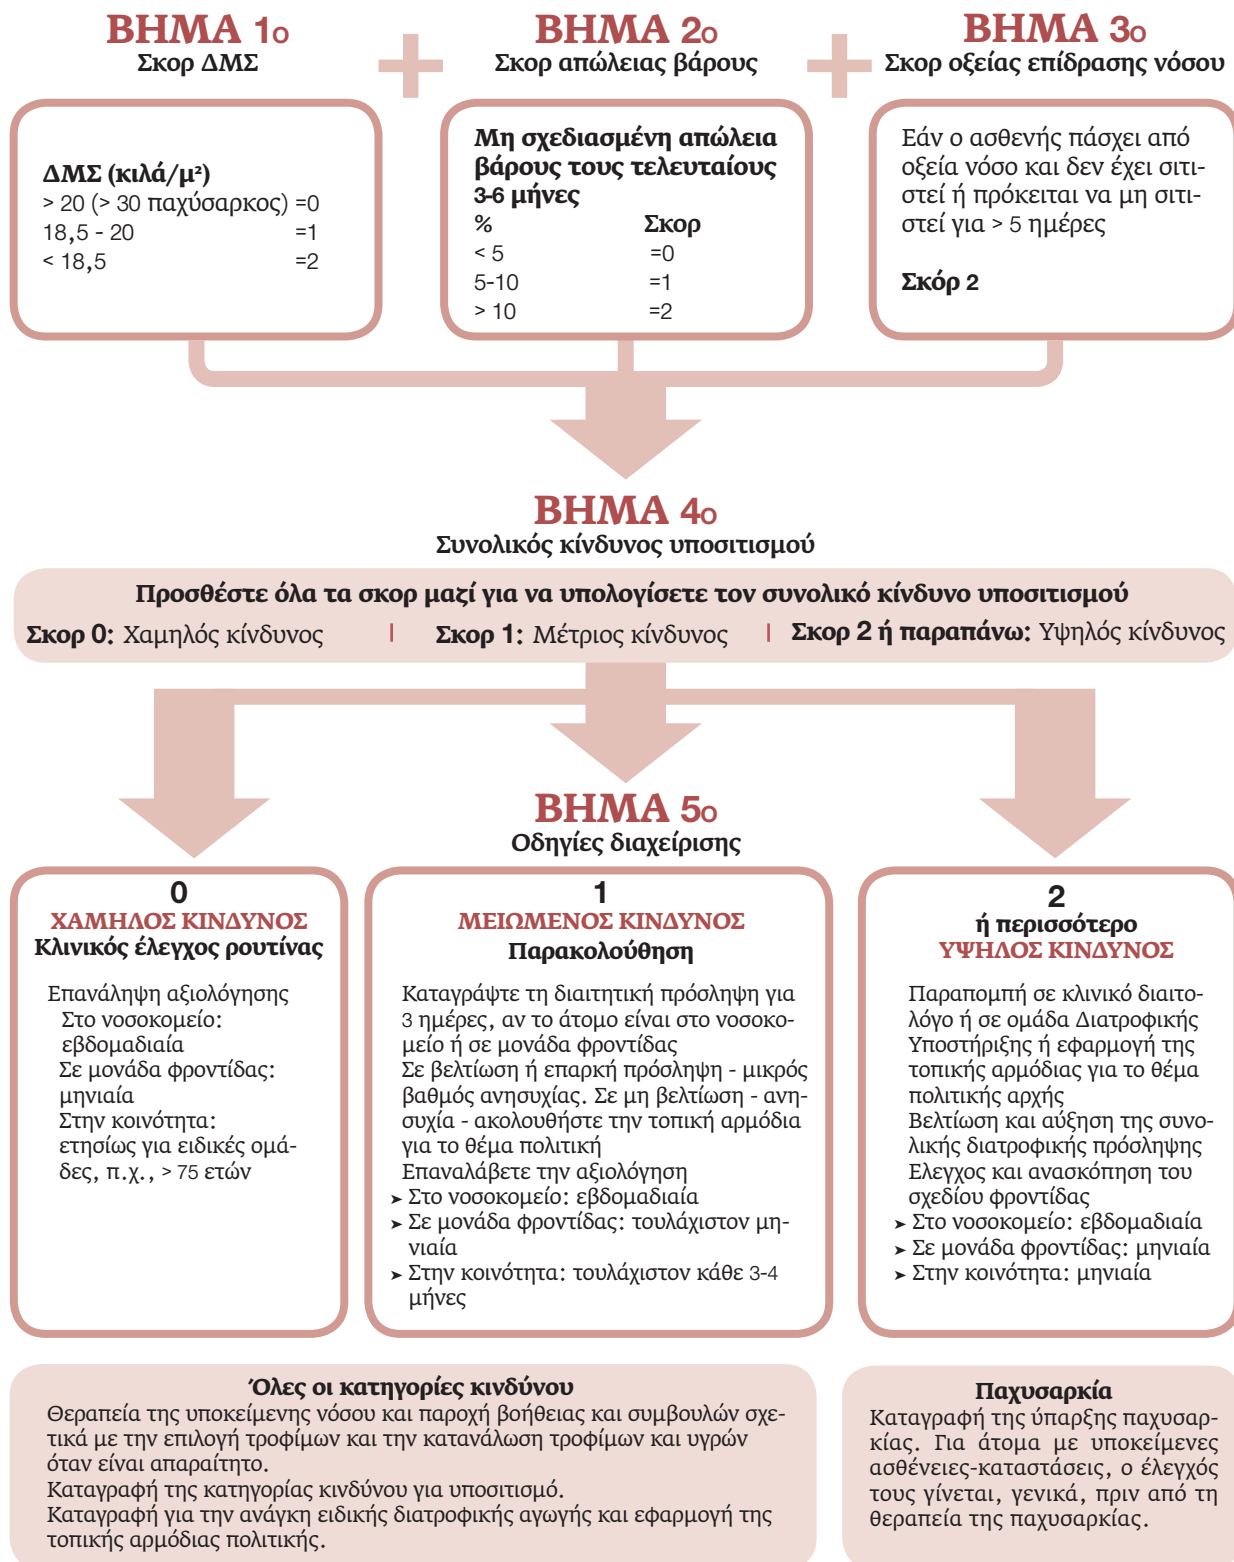 ΒΗΜΑ 1ο
Σκορ ΔΜΣ
ΔΜΣ (κιλά/μ²)
> 20 (> 30 παχύσαρκος) =0
18,5 - 20 =1
< 18,5 =2
ΒΗΜΑ 2ο
Σκορ απώλειας βάρους
Μη σχεδιασμένη απώλεια
βάρους τους τελευταίους
3-6 μήνες
% Σκορ
< 5 =0
5-10 =1
> 10 =2
ΒΗΜΑ 3ο
Σκορ οξείας επίδρασης νόσου
Εάν ο ασθενής πάσχει από
οξεία νόσο και δεν έχει σιτι-
στεί ή πρόκειται να μη σιτι-
στεί για > 5 ημέρες
Σκόρ 2
ΒΗΜΑ 4ο
Συνολικός κίνδυνος υποσιτισμού
Προσθέστε όλα τα σκορ μαζί για να υπολογίσετε τον συνολικό κίνδυνο υποσιτισμού
Σκορ 0: Χαμηλός κίνδυνος | Σκορ 1: Μέτριος κίνδυνος | Σκορ 2 ή παραπάνω: Υψηλός κίνδυνος
ΒΗΜΑ 5ο
Οδηγίες διαχείρισης
0
ΧΑΜΗΛΟΣ ΚΙΝΔΥΝΟΣ
Κλινικός έλεγχος ρουτίνας
Επανάληψη αξιολόγησης
Στο νοσοκομείο:
εβδομαδιαία
Σε μονάδα φροντίδας:
μηνιαία
Στην κοινότητα:
ετησίως για ειδικές ομά-
δες, π.χ., > 75 ετών
1
ΜΕΙΩΜΕΝΟΣ ΚΙΝΔΥΝΟΣ
Παρακολούθηση
Καταγράψτε τη διαιτητική πρόσληψη για
3 ημέρες, αν το άτομο είναι στο νοσοκο-
μείο ή σε μονάδα φροντίδας
Σε βελτίωση ή επαρκή πρόσληψη - μικρός
βαθμός ανησυχίας. Σε μη βελτίωση - ανη-
συχία - ακολουθήστε την τοπική αρμόδια
για το θέμα πολιτική
Επαναλάβετε την αξιολόγηση
➤ Στο νοσοκομείο: εβδομαδιαία
➤ Σε μονάδα φροντίδας: τουλάχιστον μη-
νιαία
➤ Στην κοινότητα: τουλάχιστον κάθε 3-4
μήνες
2
ή περισσότερο
ΥΨΗΛΟΣ ΚΙΝΔΥΝΟΣ
Παραπομπή σε κλινικό διαιτο-
λόγο ή σε ομάδα Διατροφικής
Υποστήριξης ή εφαρμογή της
τοπικής αρμόδιας για το θέμα
πολιτικής αρχής
Βελτίωση και αύξηση της συνο-
λικής διατροφικής πρόσληψης
Ελεγχος και ανασκόπηση του
σχεδίου φροντίδας
➤ Στο νοσοκομείο: εβδομαδιαία
➤ Σε μονάδα φροντίδας: μηνιαία
➤ Στην κοινότητα: μηνιαία
Όλες οι κατηγορίες κινδύνου
Θεραπεία της υποκείμενης νόσου και παροχή βοήθειας και συμβουλών σχε-
τικά με την επιλογή τροφίμων και την κατανάλωση τροφίμων και υγρών
όταν είναι απαραίτητο.
Καταγραφή της κατηγορίας κινδύνου για υποσιτισμό.
Καταγραφή για την ανάγκη ειδικής διατροφικής αγωγής και εφαρμογή της
τοπικής αρμόδιας πολιτικής.
Παχυσαρκία
Καταγραφή της ύπαρξης παχυσαρ-
κίας. Για άτομα με υποκείμενες
ασθένειες-καταστάσεις, ο έλεγχός
τους γίνεται, γενικά, πριν από τη
θεραπεία της παχυσαρκίας.